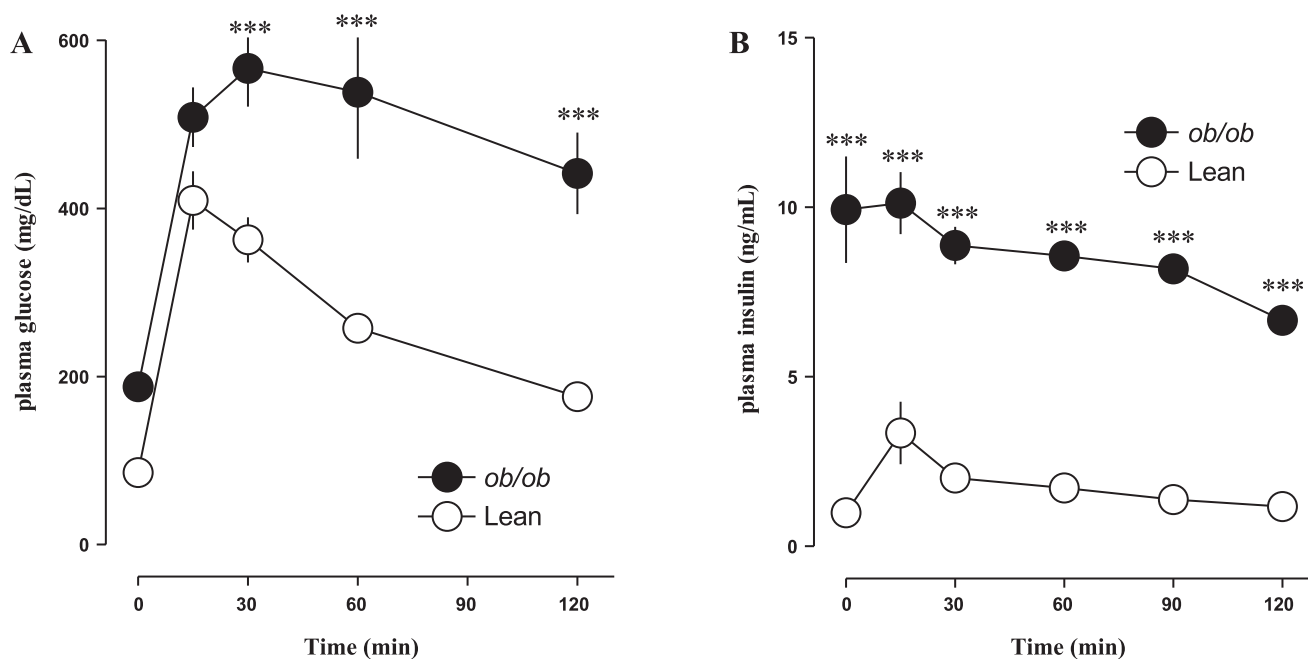 A
plasma glucose (mg/dL)
600
400
200
0
***
***
***
ob/ob
Lean
0
30
60
90
120
Time (min)
B
plasma insulin (ng/mL)
15
10
5
0
***
***
***
***
***
***
ob/ob
Lean
0
30
60
90
120
Time (min)